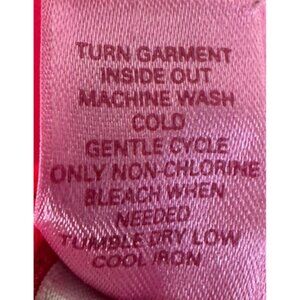 TURN GARMENT
INSIDE OUT
MACHINE WASH
COLD
GENTLE CYCLE
ONLY NON-CHLORINE
BLEACH WHEN
NEEDED
TUMBLE DRY LOW
COOL IRON